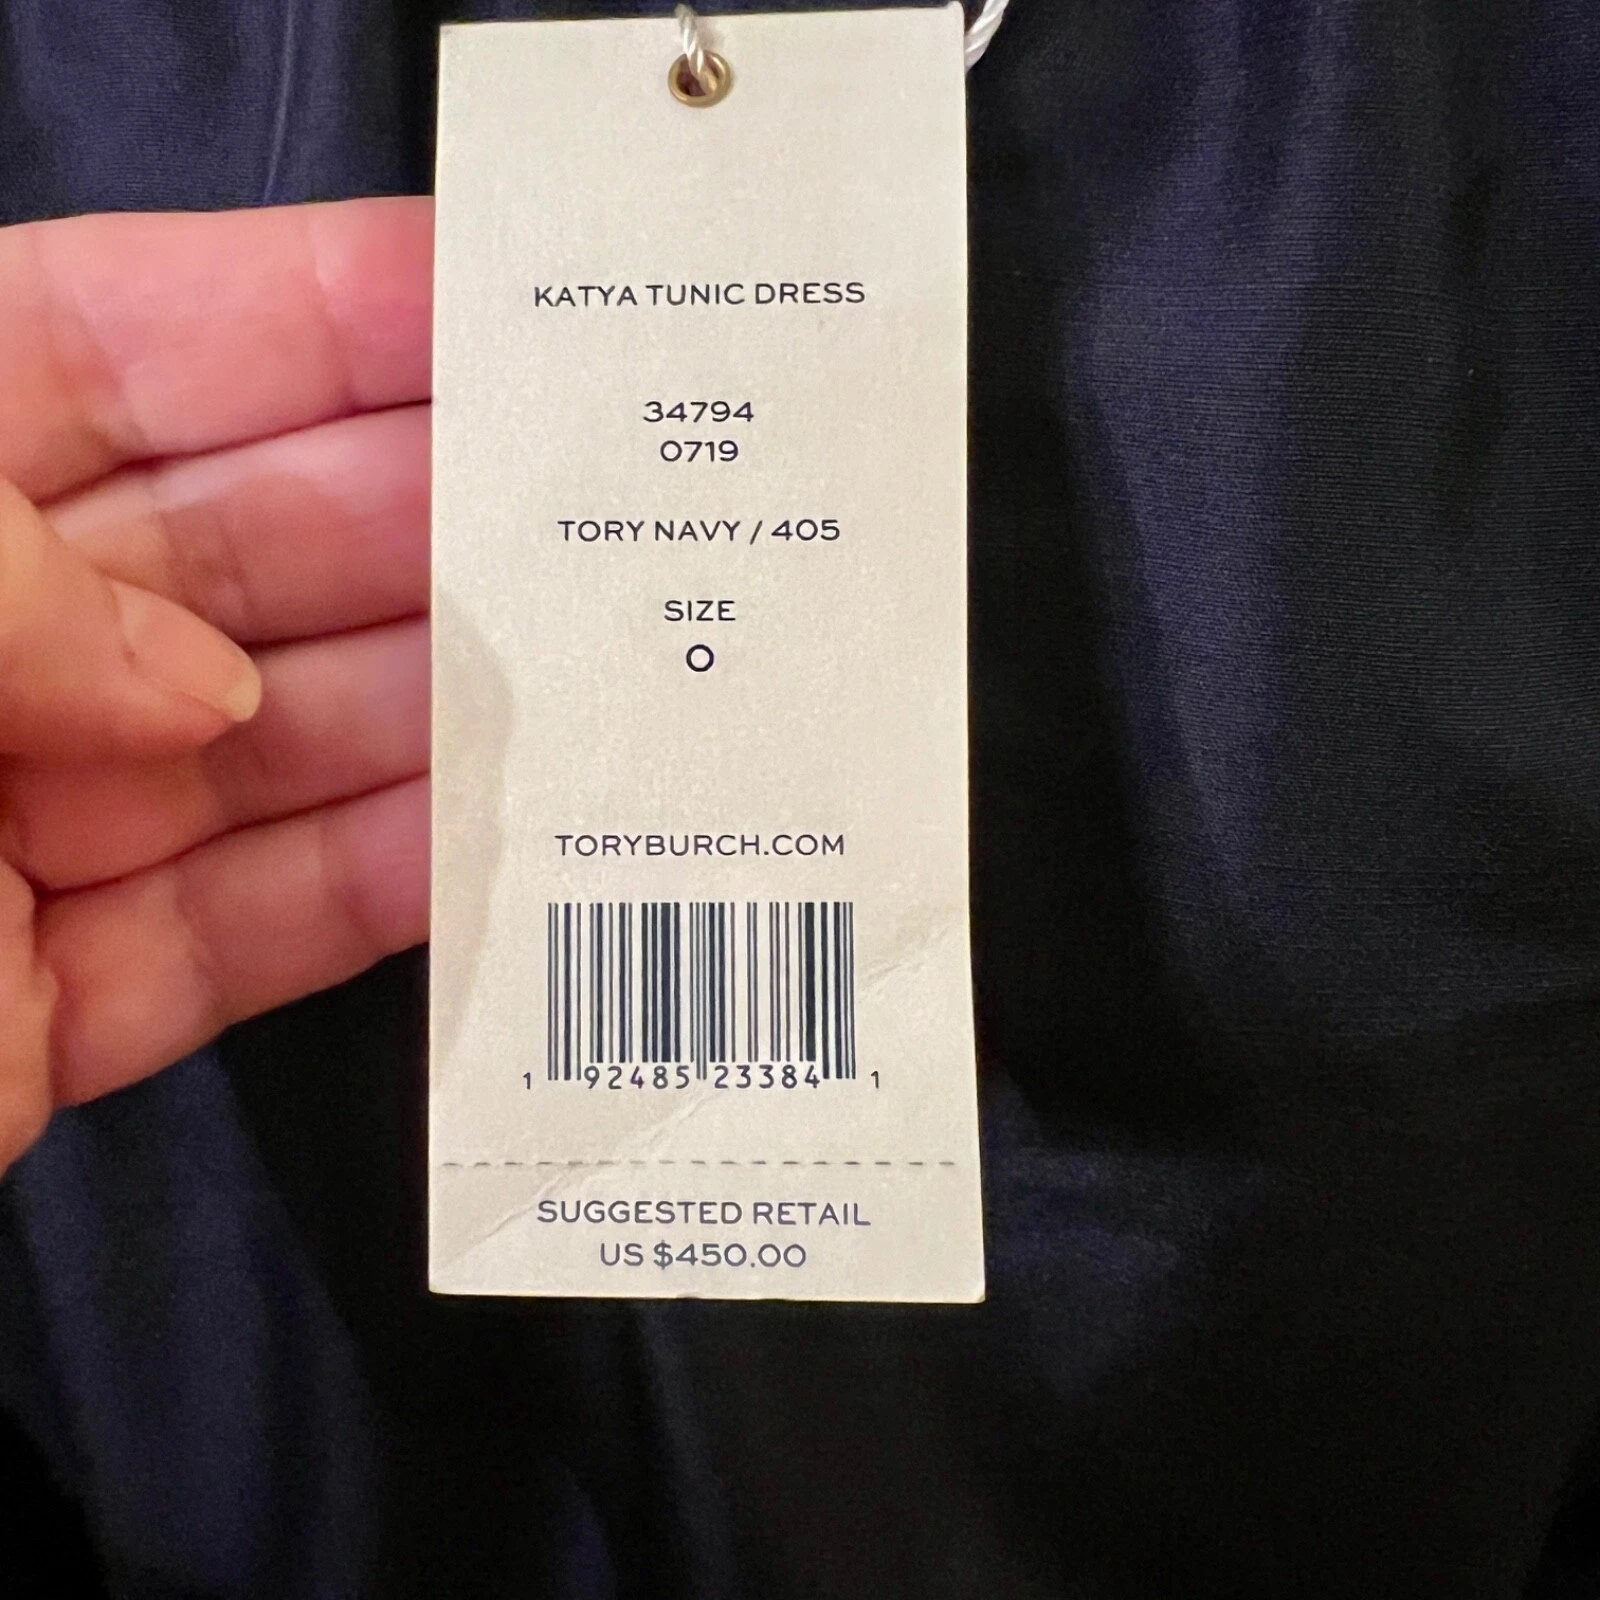 KATYA TUNIC DRESS
34794
0719
TORY NAVY / 405
SIZE
0
TORYBURCH.COM
1 92485 23384 1
SUGGESTED RETAIL
US $450.00